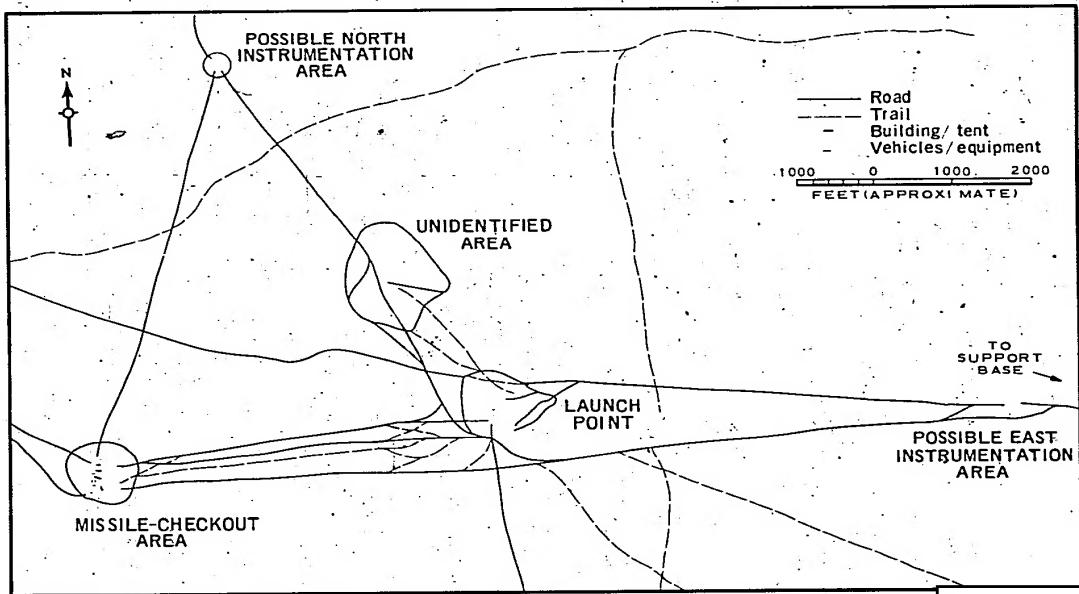 POSSIBLE NORTH
INSTRUMENTATION
AREA
N
Road
Trail
Building/ tent
Vehicles/equipment
1000 0 1000 2000
FEET (APPROXIMATE)
UNIDENTIFIED
AREA
TO
SUPPORT
BASE
LAUNCH
POINT
POSSIBLE EAST
INSTRUMENTATION
AREA
MISSILE-CHECKOUT
AREA